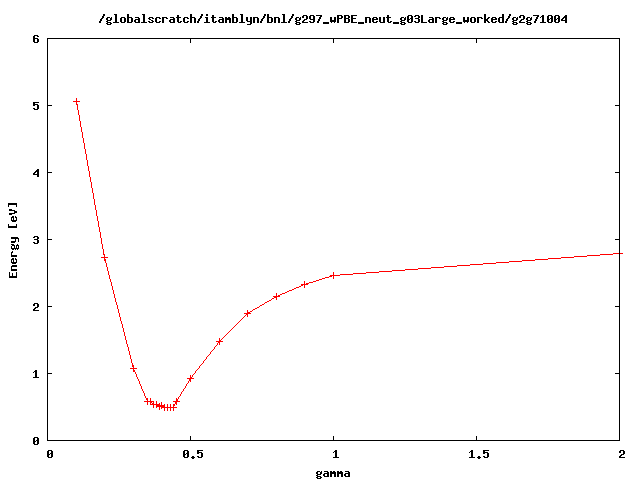 /globalscratch/itamblyn/bnl/g297_wPBE_neut_g03Large_worked/g2g71004
6
5
4
3
2
1
0
Energy [eV]
0 0.5 1 1.5 2
gamma